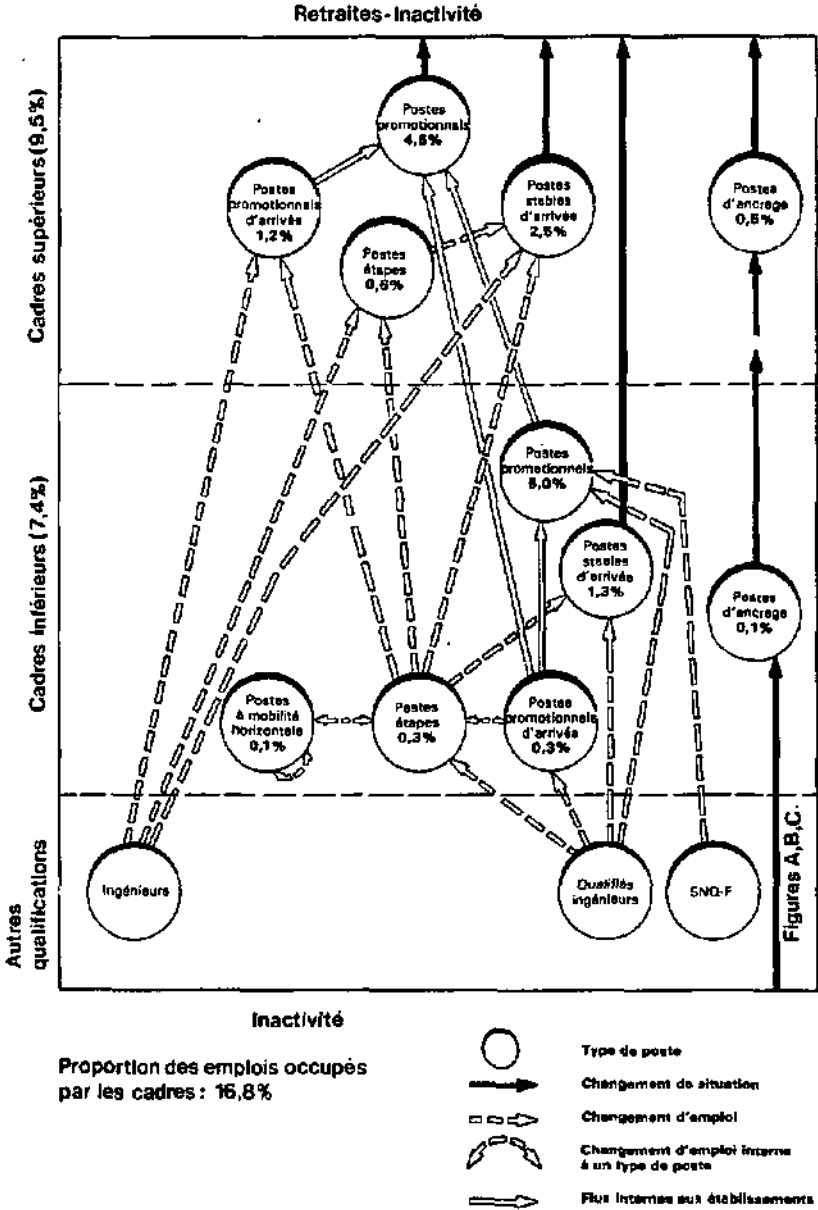 Retraites-Inactivité
Cadres supérieurs (9,5%)
Postes
promotionnels
4,5%
Postes
promotionnels
d'arrivée
1,2%
Postes
stables
d'arrivée
2,5%
Postes
d'ancrage
0,5%
Postes
étapes
0,6%
Cadres inférieurs (7,4%)
Postes
promotionnels
5,0%
Postes
stables
d'arrivée
1,3%
Postes
d'ancrage
0,1%
Postes
à mobilité
horizontale
0,1%
Postes
étapes
0,3%
Postes
promotionnels
d'arrivée
0,3%
Autres
qualifications
Ingénieurs
Qualifiés
ingénieurs
SNQ-F
Figures A,B,C.
Inactivité
Proportion des emplois occupés
par les cadres : 16,8%
Type de poste
Changement de situation
Changement d'emploi
Changement d'emploi interne
à un type de poste
Flux internes aux établissements